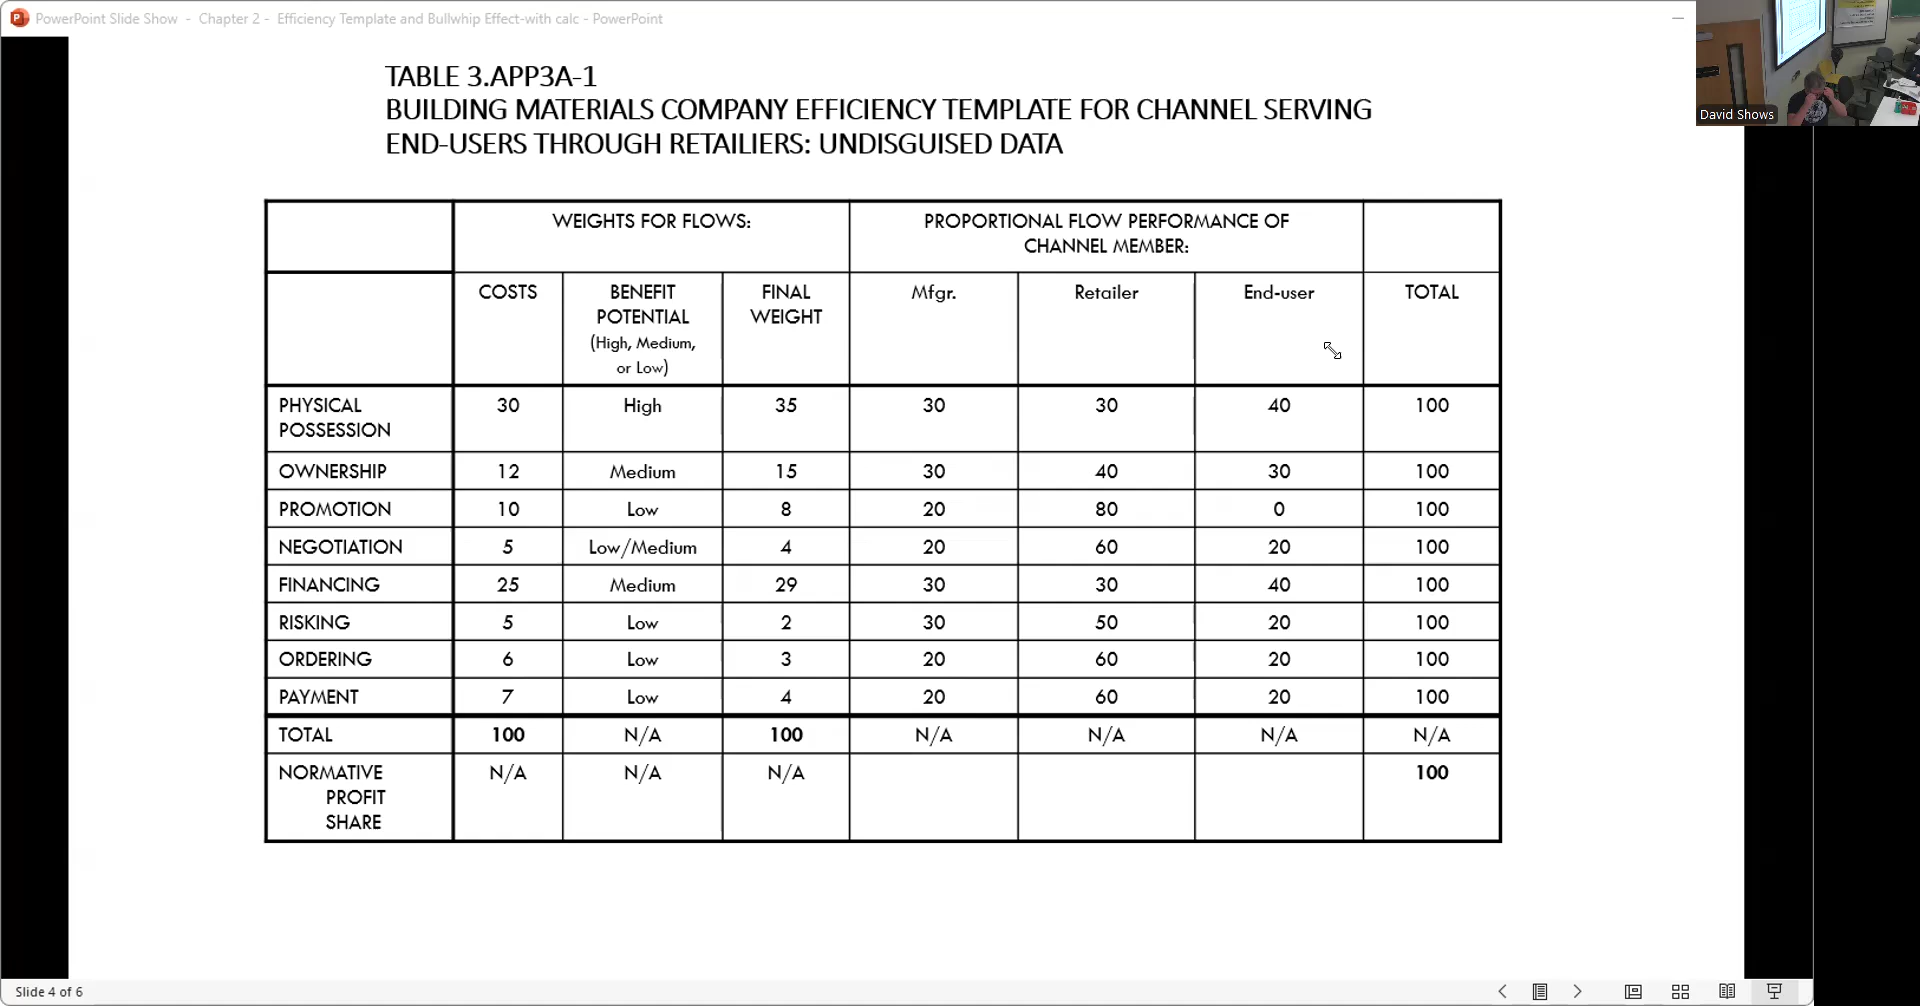 PowerPoint Slide Show - Chapter 2 - Efficiency Template and Bullwhip Effect-with calc - PowerPoint
David Shows
TABLE 3.APP3A-1
BUILDING MATERIALS COMPANY EFFICIENCY TEMPLATE FOR CHANNEL SERVING
END-USERS THROUGH RETAILIERS: UNDISGUISED DATA
WEIGHTS FOR FLOWS: PROPORTIONAL FLOW PERFORMANCE OF
CHANNEL MEMBER:
COSTS BENEFIT FINAL Mfgr. Retailer End-user TOTAL
POTENTIAL WEIGHT
(High, Medium,
or Low)
PHYSICAL 30 High 35 30 30 40 100
POSSESSION
OWNERSHIP 12 Medium 15 30 40 30 100
PROMOTION 10 Low 8 20 80 0 100
NEGOTIATION 5 Low/Medium 4 20 60 20 100
FINANCING 25 Medium 29 30 30 40 100
RISKING 5 Low 2 30 50 20 100
ORDERING 6 Low 3 20 60 20 100
PAYMENT 7 Low 4 20 60 20 100
TOTAL 100 N/A 100 N/A N/A N/A N/A
NORMATIVE N/A N/A N/A 100
PROFIT
SHARE
Slide 4 of 6